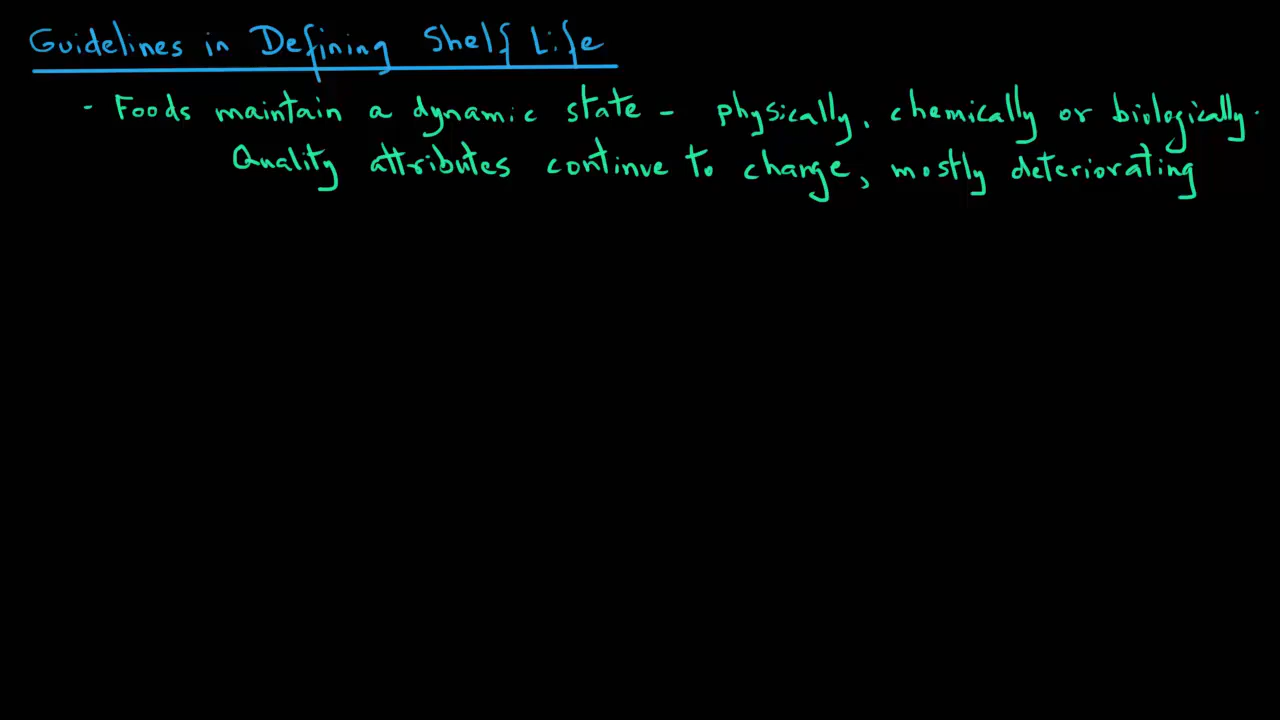 Guidelines in Defining Shelf Life
- Foods maintain a dynamic state - physically, chemically or biologically.
Quality attributes continue to change, mostly deteriorating